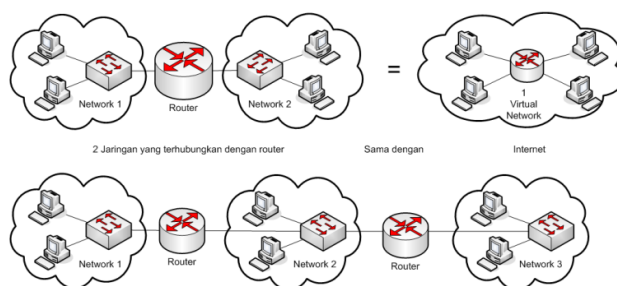 Network 1
Router
Network 2
=
1
Virtual
Network
2 Jaringan yang terhubungkan dengan router
Sama dengan
Internet
Network 1
Router
Network 2
Router
Network 3